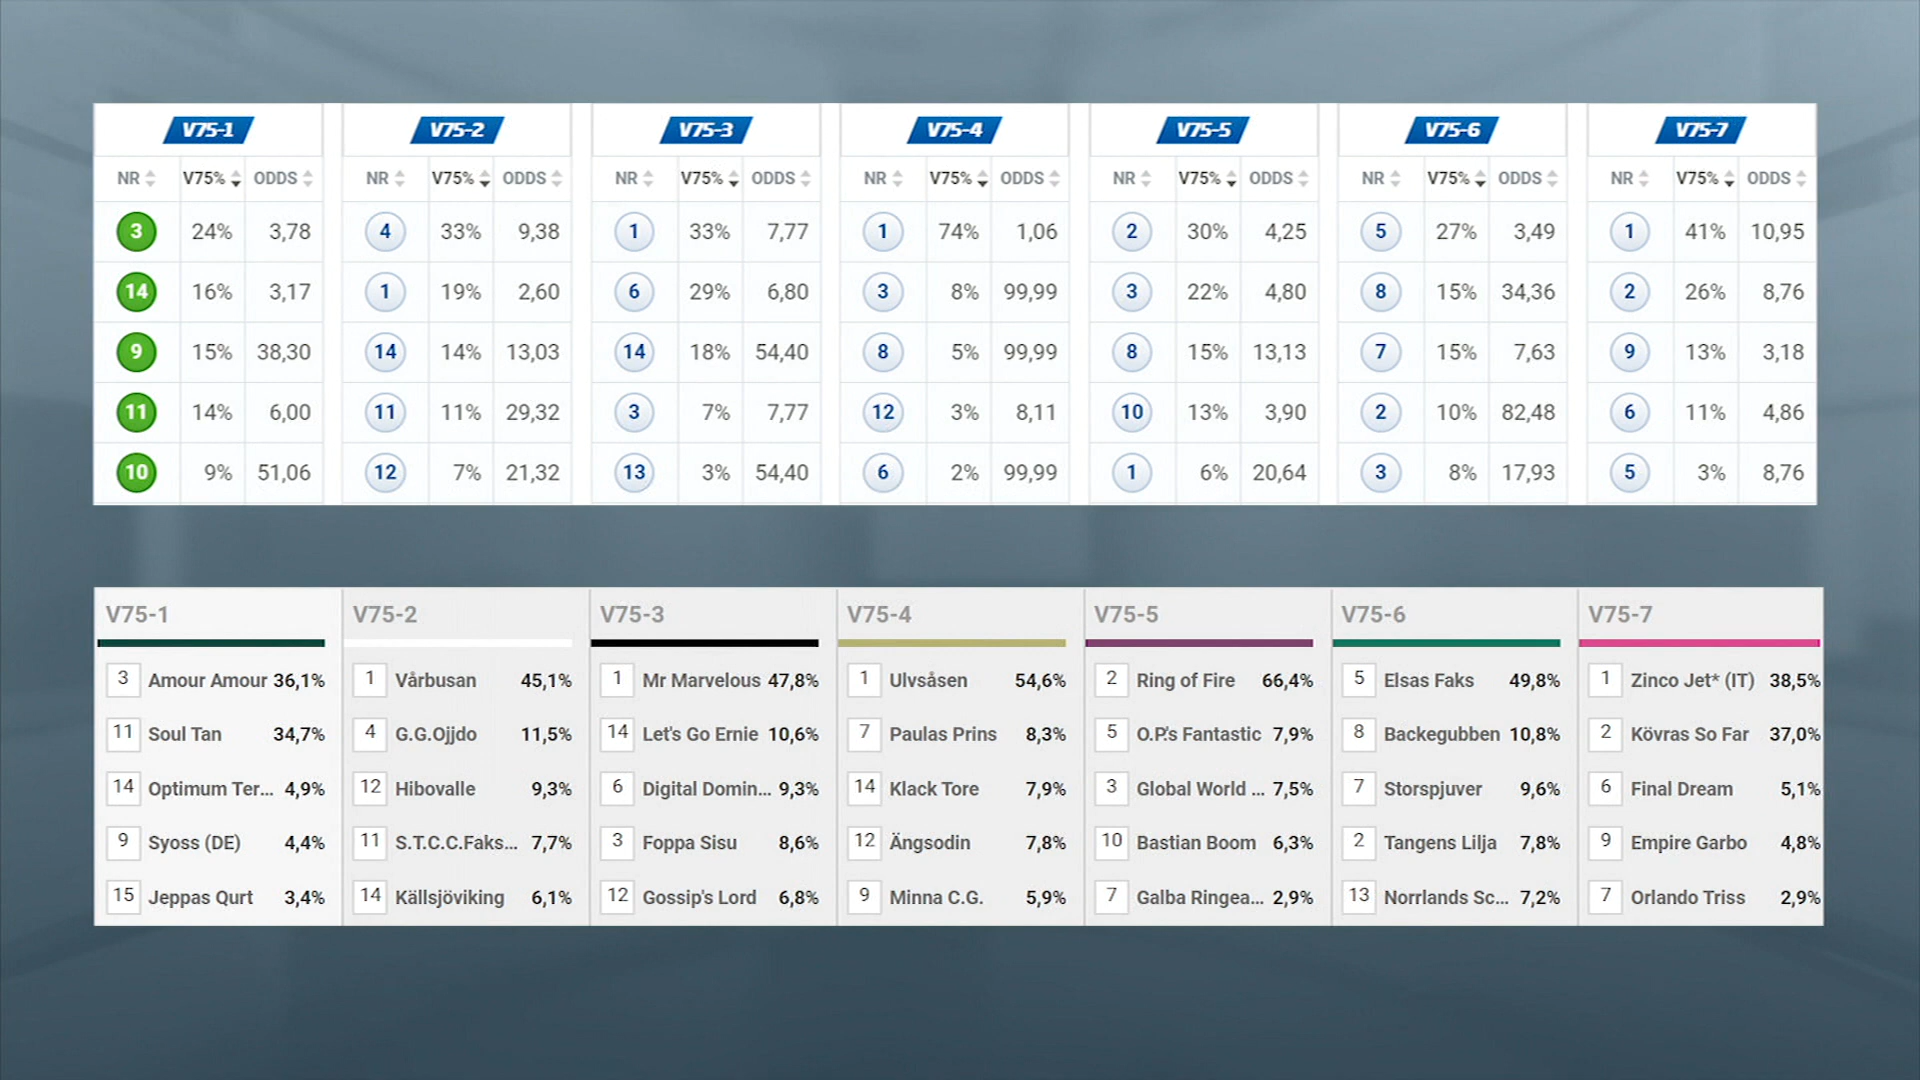 V75-1 V75-2 V75-3 V75-4 V75-5 V75-6 V75-7
NR V75% ODDS NR V75% ODDS NR V75% ODDS NR V75% ODDS NR V75% ODDS NR V75% ODDS NR V75% ODDS
3 24% 3,78 4 33% 9,38 1 33% 7,77 1 74% 1,06 2 30% 4,25 5 27% 3,49 1 41% 10,95
14 16% 3,17 1 19% 2,60 6 29% 6,80 3 8% 99,99 3 22% 4,80 8 15% 34,36 2 26% 8,76
9 15% 38,30 14 14% 13,03 14 18% 54,40 8 5% 99,99 8 15% 13,13 7 15% 7,63 9 13% 3,18
11 14% 6,00 11 11% 29,32 3 7% 7,77 12 3% 8,11 10 13% 3,90 2 10% 82,48 6 11% 4,86
10 9% 51,06 12 7% 21,32 13 3% 54,40 6 2% 99,99 1 6% 20,64 3 8% 17,93 5 3% 8,76
V75-1 V75-2 V75-3 V75-4 V75-5 V75-6 V75-7
3 Amour Amour 36,1% 1 Vårbusan 45,1% 1 Mr Marvelous 47,8% 1 Ulvsåsen 54,6% 2 Ring of Fire 66,4% 5 Elsas Faks 49,8% 1 Zinco Jet* (IT) 38,5%
11 Soul Tan 34,7% 4 G.G.Ojjdo 11,5% 14 Let's Go Ernie 10,6% 7 Paulas Prins 8,3% 5 O.P.'s Fantastic 7,9% 8 Backegubben 10,8% 2 Kövras So Far 37,0%
14 Optimum Ter... 4,9% 12 Hibovalle 9,3% 6 Digital Domin... 9,3% 14 Klack Tore 7,9% 3 Global World ... 7,5% 7 Storspjuver 9,6% 6 Final Dream 5,1%
9 Syoss (DE) 4,4% 11 S.T.C.C.Faks... 7,7% 3 Foppa Sisu 8,6% 12 Ängsodin 7,8% 10 Bastian Boom 6,3% 2 Tangens Lilja 7,8% 9 Empire Garbo 4,8%
15 Jeppas Qurt 3,4% 14 Källsjöviking 6,1% 12 Gossip's Lord 6,8% 9 Minna C.G. 5,9% 7 Galba Ringea... 2,9% 13 Norrlands Sc... 7,2% 7 Orlando Triss 2,9%